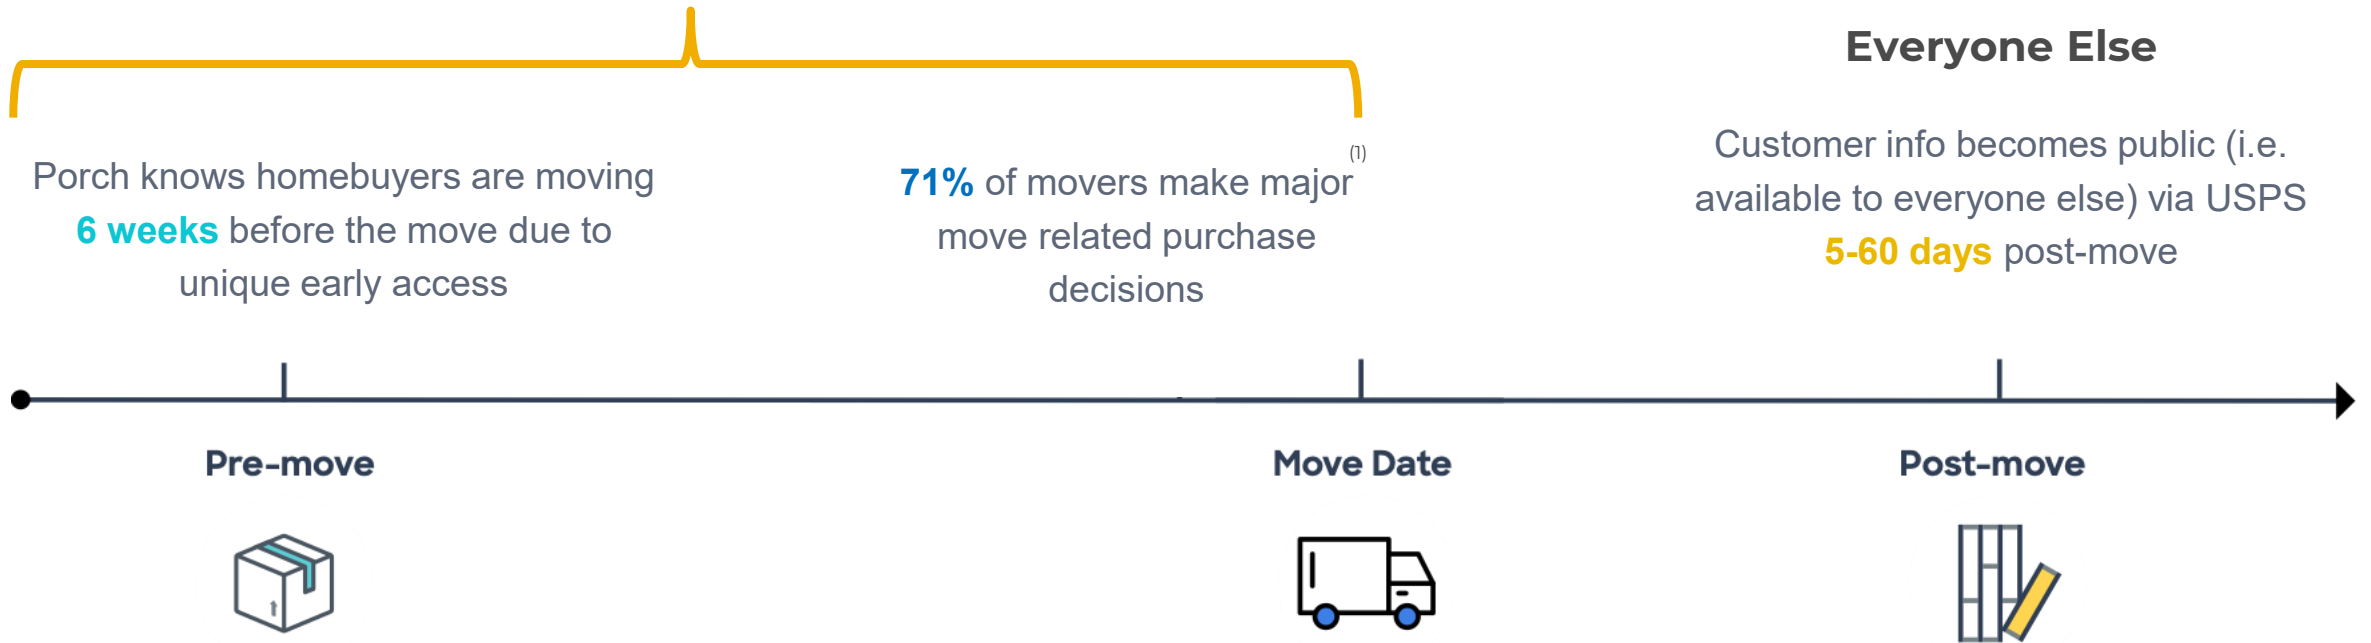 Everyone Else
Porch knows homebuyers are moving
6 weeks before the move due to
unique early access
(1)
71% of movers make major
move related purchase
decisions
Customer info becomes public (i.e.
available to everyone else) via USPS
5-60 days post-move
Pre-move
Move Date
Post-move